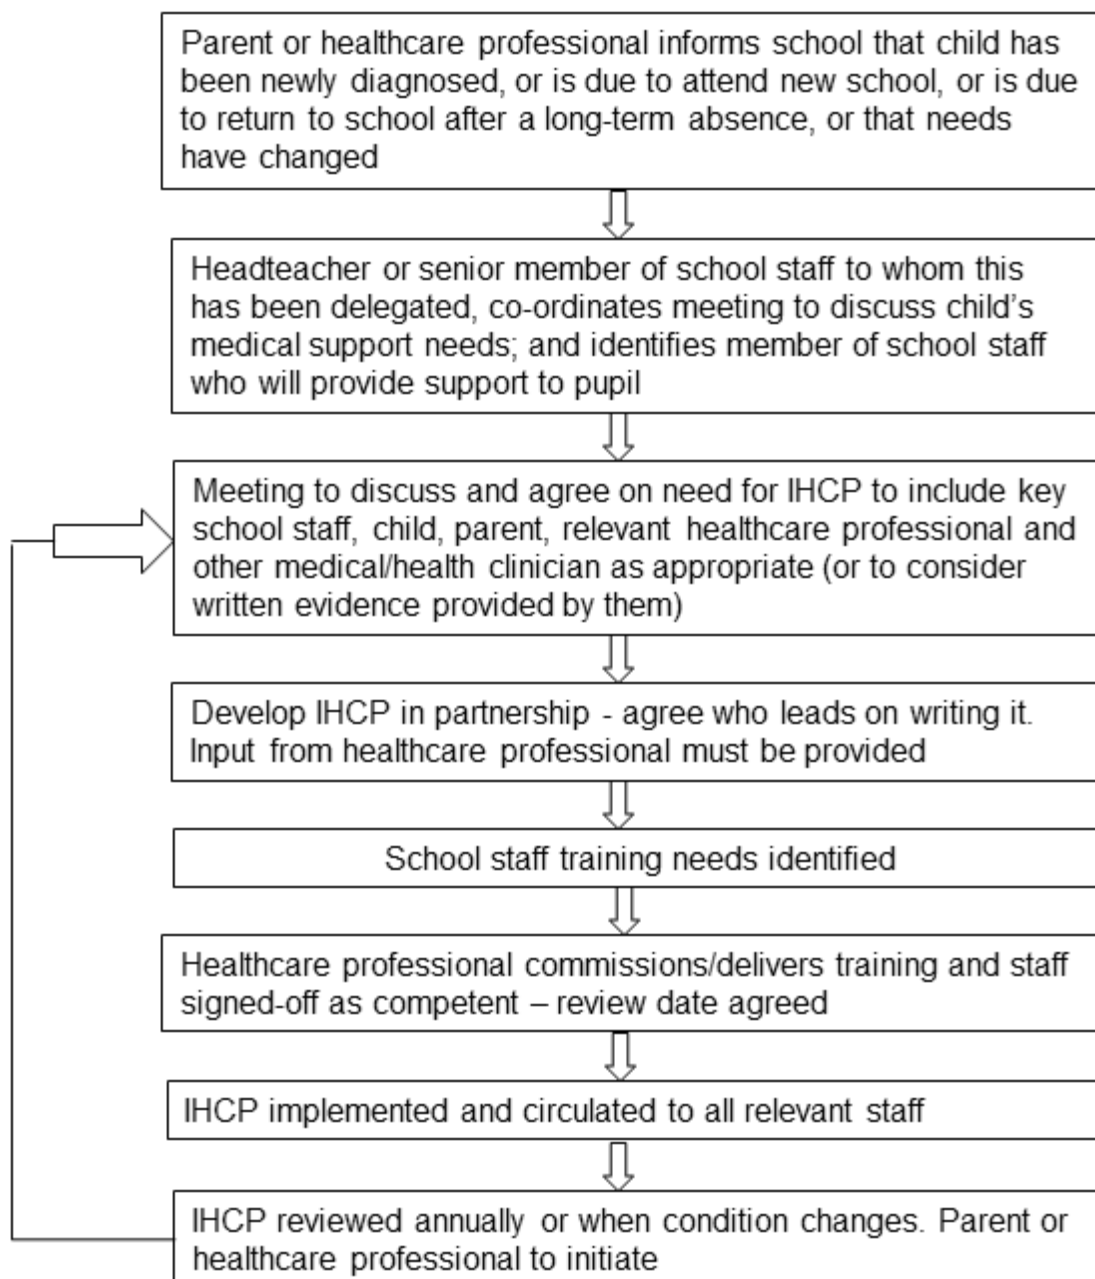 Parent or healthcare professional informs school that child has
been newly diagnosed, or is due to attend new school, or is due
to return to school after a long-term absence, or that needs
have changed
Headteacher or senior member of school staff to whom this
has been delegated, co-ordinates meeting to discuss child’s
medical support needs; and identifies member of school staff
who will provide support to pupil
Meeting to discuss and agree on need for IHCP to include key
school staff, child, parent, relevant healthcare professional and
other medical/health clinician as appropriate (or to consider
written evidence provided by them)
Develop IHCP in partnership - agree who leads on writing it.
Input from healthcare professional must be provided
School staff training needs identified
Healthcare professional commissions/delivers training and staff
signed-off as competent – review date agreed
IHCP implemented and circulated to all relevant staff
IHCP reviewed annually or when condition changes. Parent or
healthcare professional to initiate